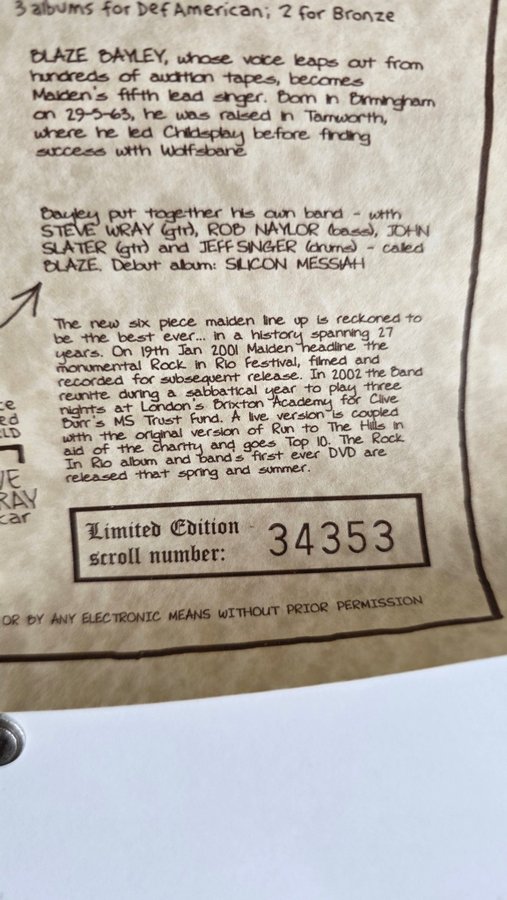 3 albums for Def American; 2 for Bronze
BLAZE BAYLEY, whose voice leaps out from
hundreds of audition tapes, becomes
Maiden's fifth lead singer. Born in Birmingham
on 29-5-63, he was raised in Tamworth,
where he led Childsplay before finding
success with Wolfsbane
Bayley put together his own band - with
STEVE WRAY (gtr), ROB NAYLOR (bass), JOHN
SLATER (gtr) and JEFF SINGER (drums) - called
BLAZE. Debut album: SILICON MESSIAH
The new six piece maiden line up is reckoned to
be the best ever... in a history spanning 27
years. On 19th Jan 2001 Maiden headline the
monumental Rock in Rio Festival, filmed and
recorded for subsequent release. In 2002 the Band
reunite during a sabbatical year to play three
nights at London's Brixton Academy for Clive
Burr's MS Trust Fund. A live version is coupled
with the original version of Run to The Hills in
aid of the charity and goes Top 10. The Rock
In Rio album and band's first ever DVD are
released that spring and summer.
car
Limited Edition
scroll number: 34353
OR BY ANY ELECTRONIC MEANS WITHOUT PRIOR PERMISSION